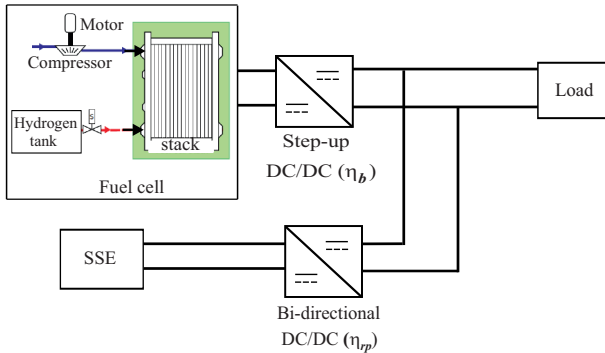 Motor
Compressor
Hydrogen
tank
S
stack
Fuel cell
Step-up
DC/DC (η_b)
Load
SSE
Bi-directional
DC/DC (η_rp)